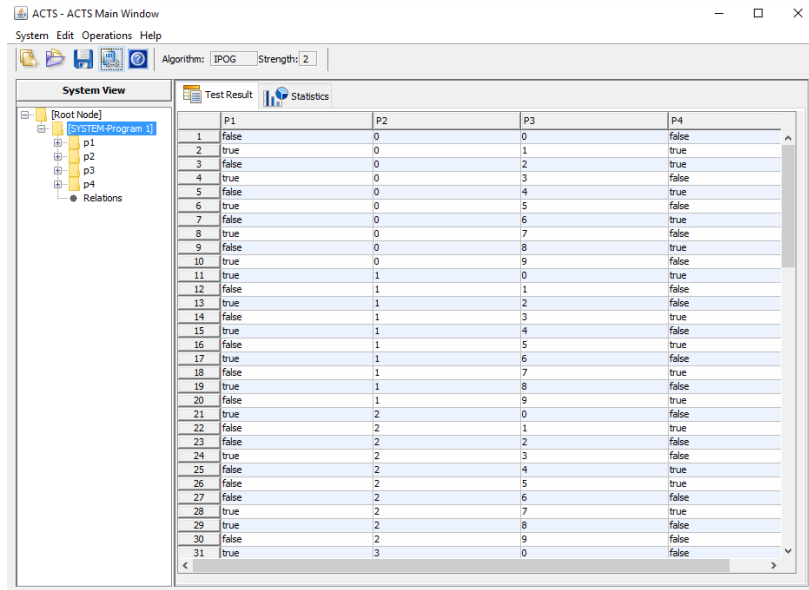 ACTS - ACTS Main Window
System Edit Operations Help
Algorithm: IPOG Strength: 2
System View
[Root Node]
[SYSTEM-Program 1]
p1
p2
p3
p4
Relations
Test Result Statistics
P1 P2 P3 P4
1 false 0 0 false
2 true 0 1 true
3 false 0 2 true
4 true 0 3 false
5 false 0 4 true
6 true 0 5 false
7 false 0 6 true
8 true 0 7 false
9 false 0 8 true
10 true 0 9 false
11 true 1 0 true
12 false 1 1 false
13 true 1 2 false
14 false 1 3 true
15 true 1 4 false
16 false 1 5 true
17 true 1 6 false
18 false 1 7 true
19 true 1 8 false
20 false 1 9 true
21 true 2 0 false
22 false 2 1 true
23 false 2 2 false
24 true 2 3 true
25 false 2 4 true
26 false 2 5 true
27 false 2 6 false
28 true 2 7 true
29 true 2 8 false
30 false 2 9 false
31 true 3 0 false